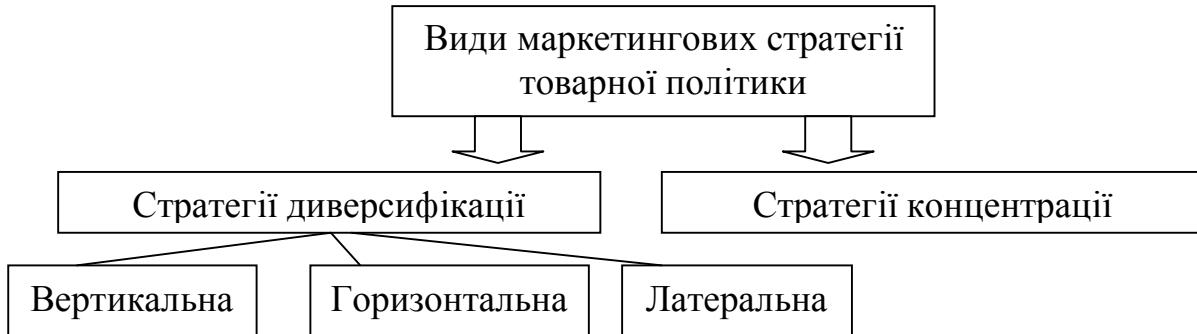 Види маркетингових стратегії
товарної політики
Стратегії диверсифікації
Стратегії концентрації
Вертикальна
Горизонтальна
Латеральна